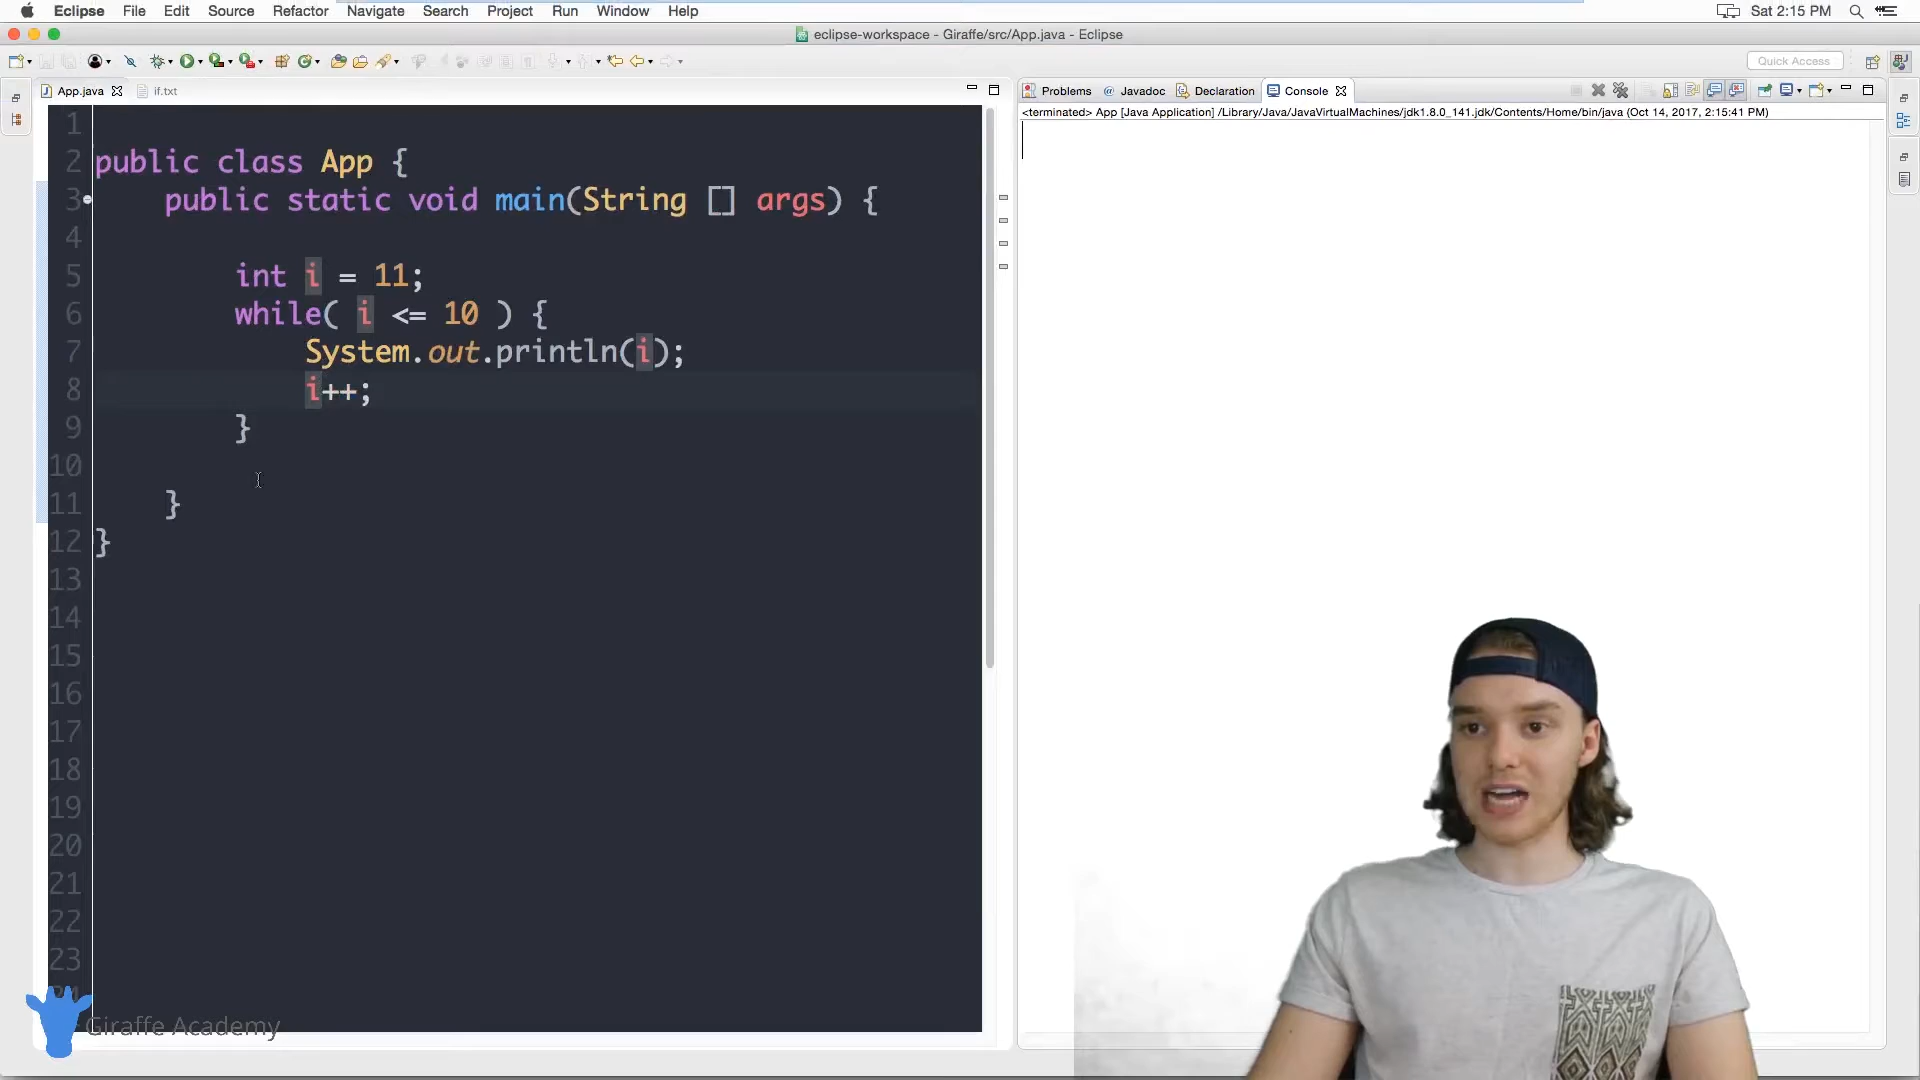 Eclipse File Edit Source Refactor Navigate Search Project Run Window Help Sat 2:15 PM
eclipse-workspace - Giraffe/src/App.java - Eclipse
Quick Access
App.java if.txt
Problems @ Javadoc Declaration Console
<terminated> App [Java Application] /Library/Java/JavaVirtualMachines/jdk1.8.0_141.jdk/Contents/Home/bin/java (Oct 14, 2017, 2:15:41 PM)
1
2 public class App {
3 public static void main(String [] args) {
4
5 int i = 11;
6 while( i <= 10 ) {
7 System.out.println(i);
8 i++;
9 }
10
11 }
12 }
13
14
15
16
17
18
19
20
21
22
23
Giraffe Academy